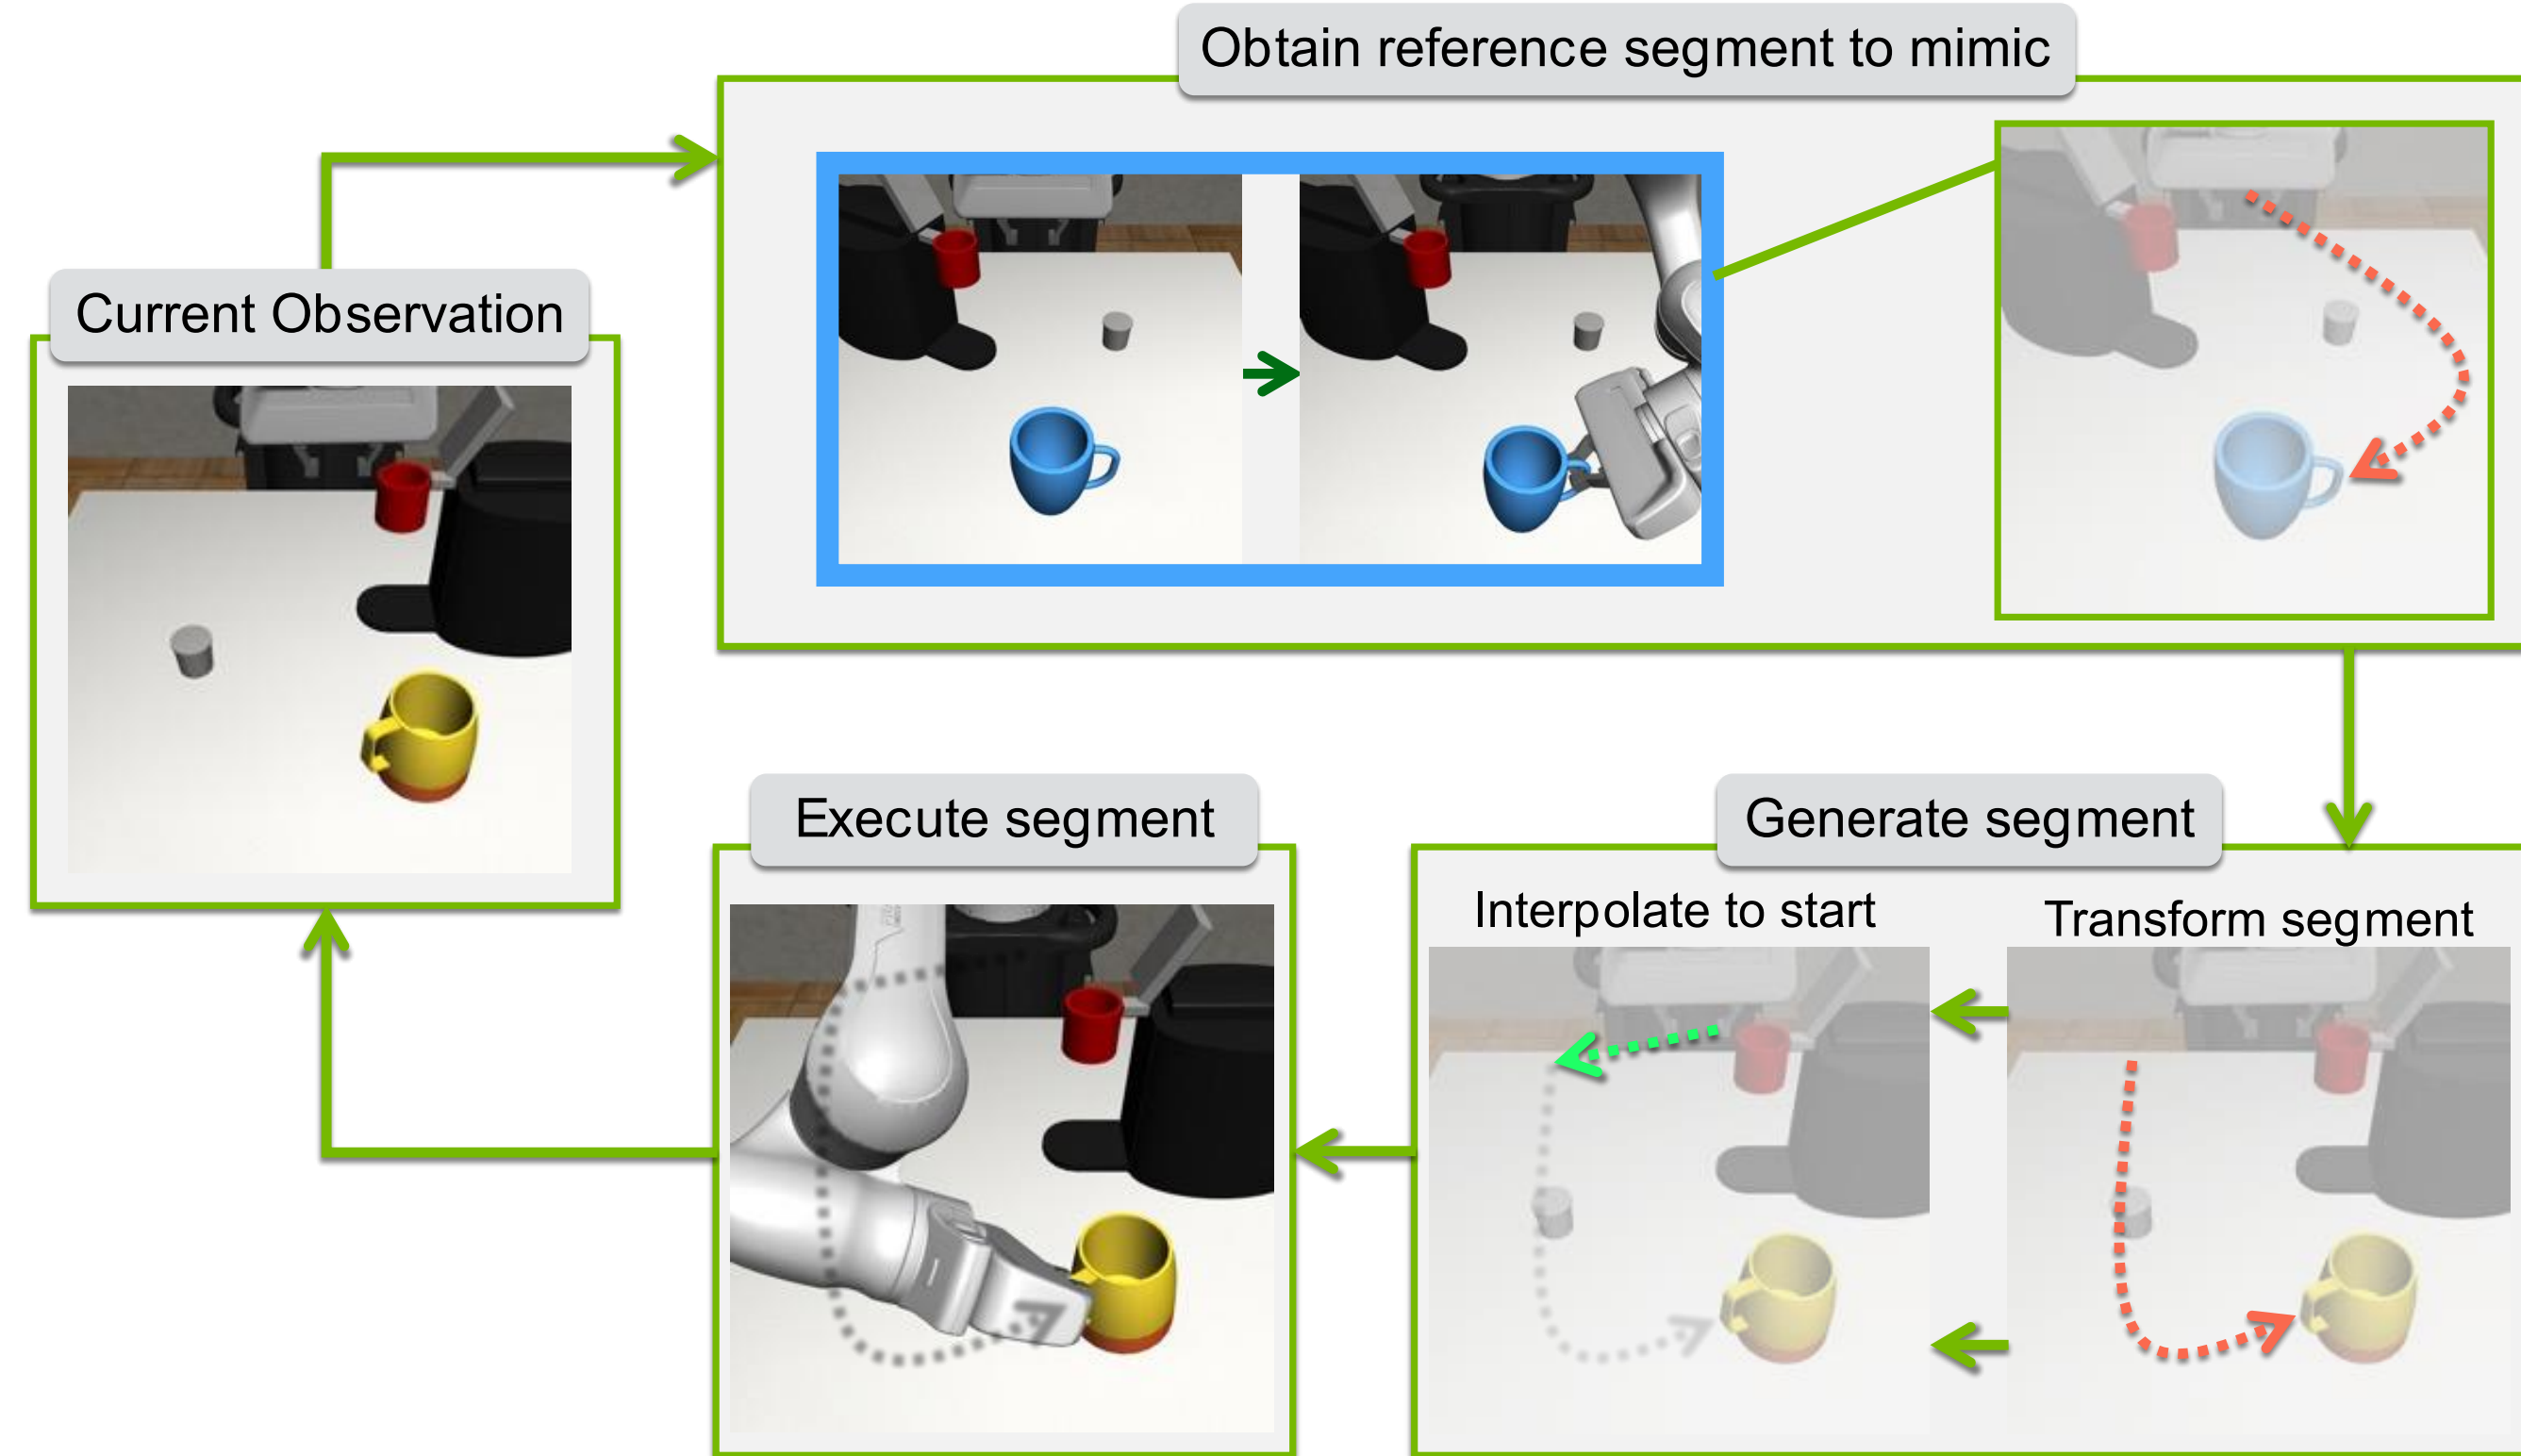 Obtain reference segment to mimic
Current Observation
Execute segment
Generate segment
Interpolate to start
Transform segment